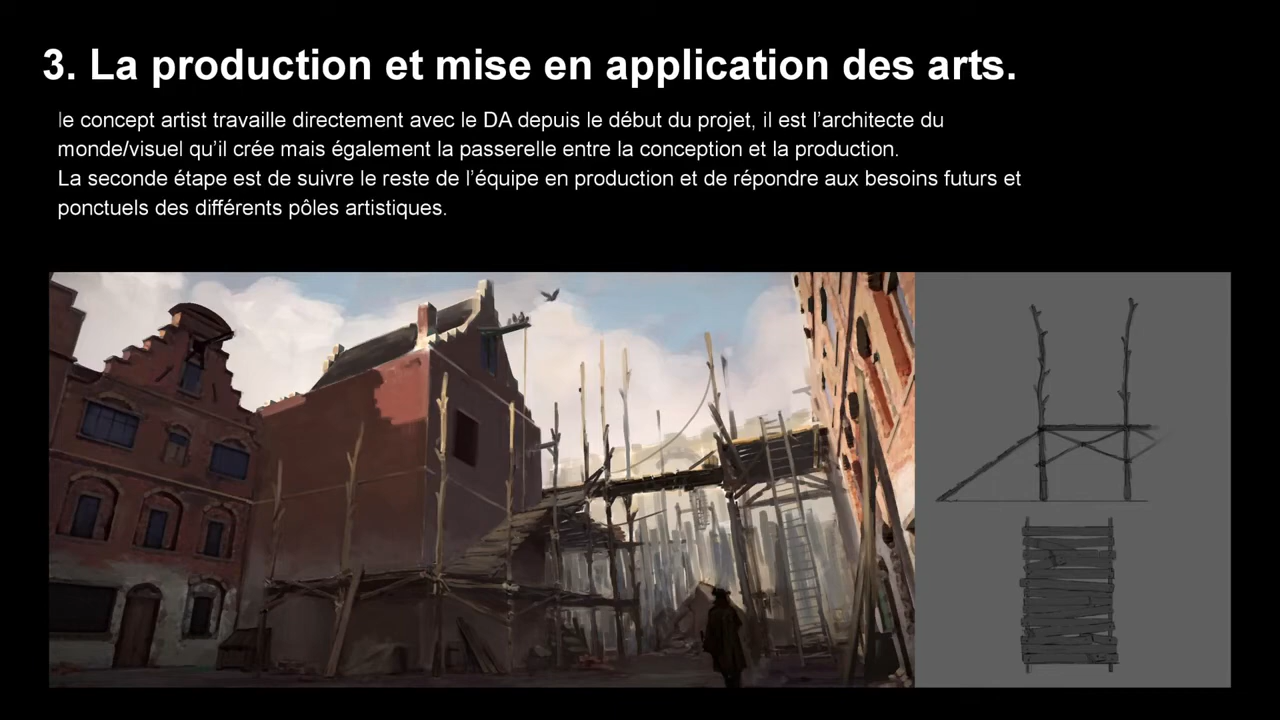 3. La production et mise en application des arts.
le concept artist travaille directement avec le DA depuis le début du projet, il est l’architecte du
monde/visuel qu’il crée mais également la passerelle entre la conception et la production.
La seconde étape est de suivre le reste de l’équipe en production et de répondre aux besoins futurs et
ponctuels des différents pôles artistiques.